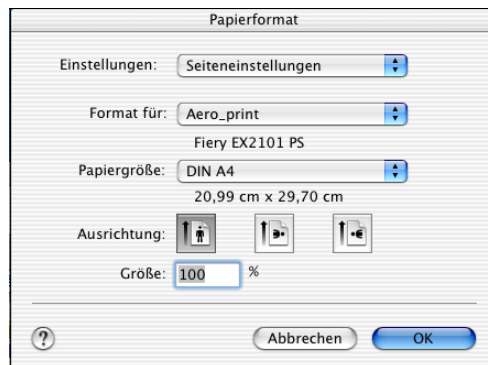 Papierformat
Einstellungen: Seiteneinstellungen
Format für: Aero_print
Fiery EX2101 PS
Papiergröße: DIN A4
20,99 cm x 29,70 cm
Ausrichtung:
Größe: 100 %
? Abbrechen OK